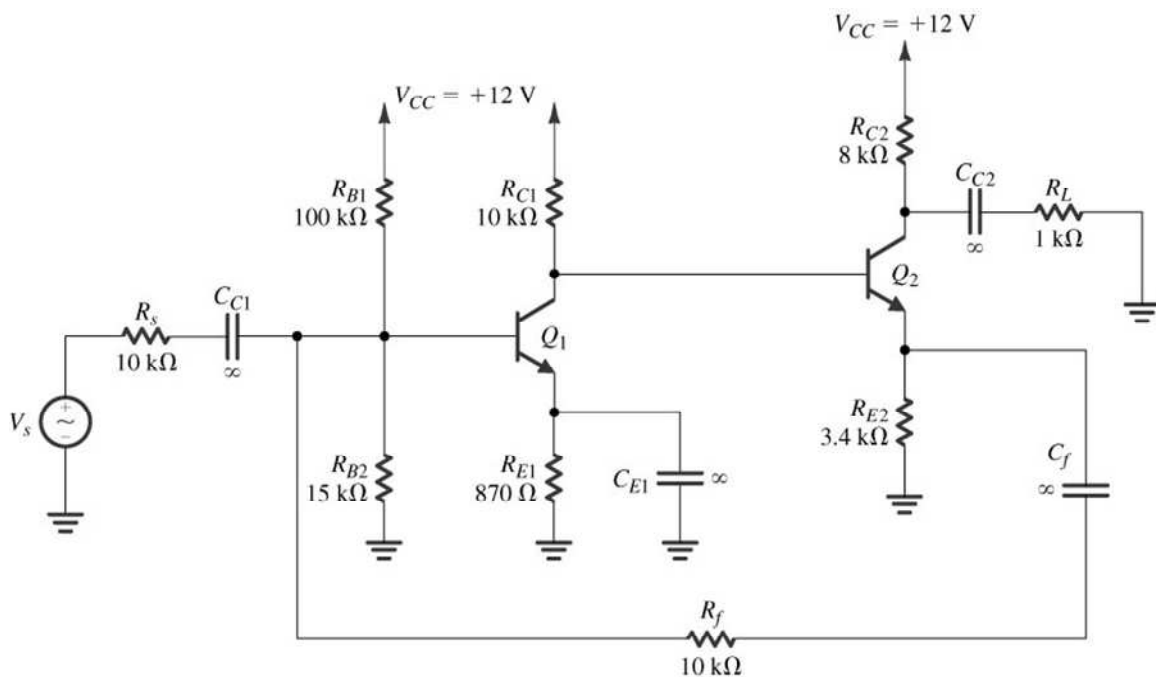 V_CC = +12 V
V_CC = +12 V
R_C2
8 kΩ
R_B1
100 kΩ
R_C1
10 kΩ
C_C2
∞
R_L
1 kΩ
Q_2
R_s
10 kΩ
C_C1
∞
Q_1
V_s
+
~
−
R_B2
15 kΩ
R_E1
870 Ω
C_E1
∞
R_E2
3.4 kΩ
C_f
∞
R_f
10 kΩ